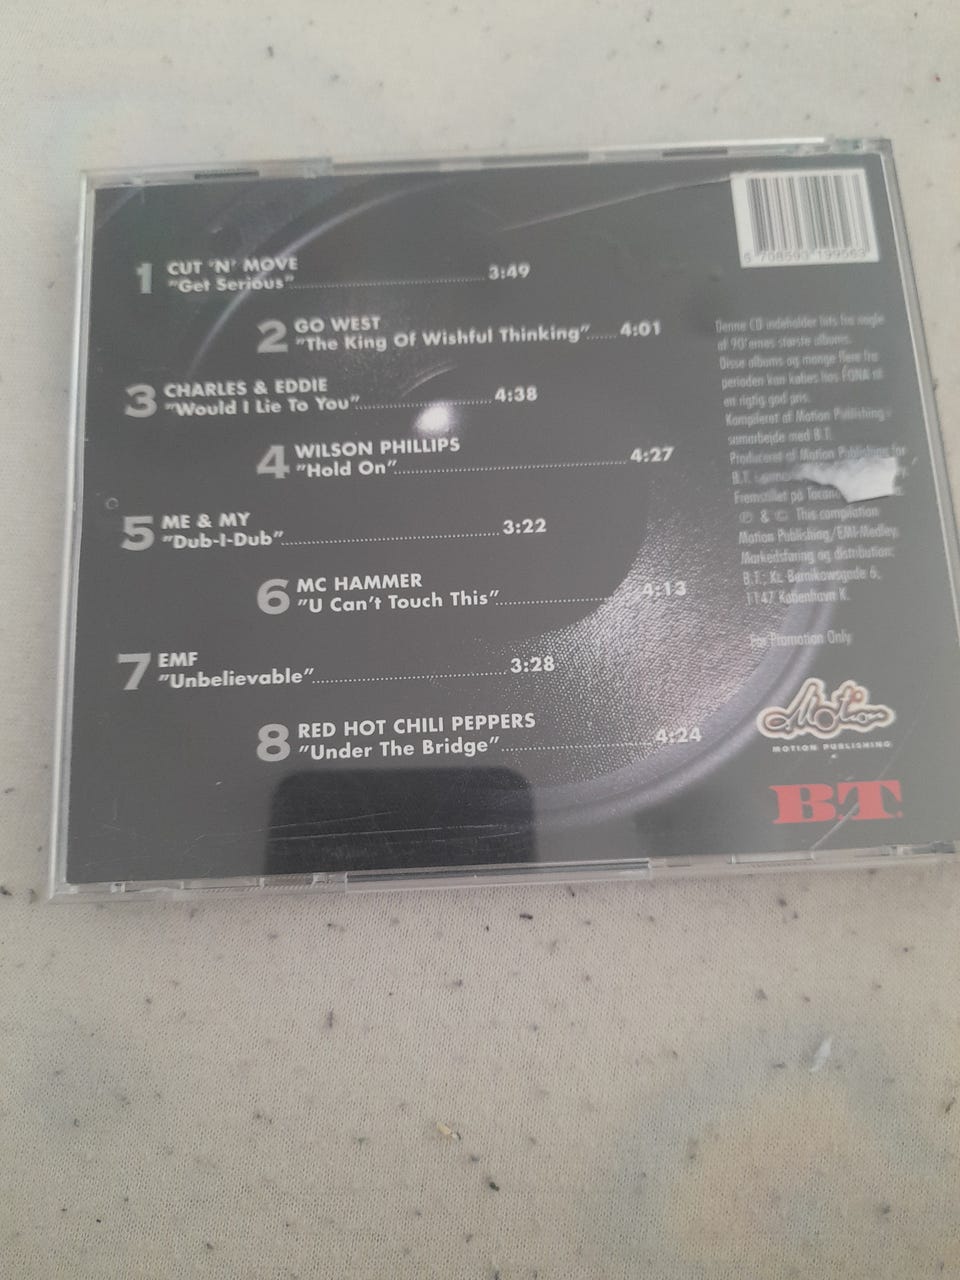 1 CUT 'N' MOVE
"Get Serious" 3:49
2 GO WEST
"The King Of Wishful Thinking" 4:01
3 CHARLES & EDDIE
"Would I Lie To You" 4:38
4 WILSON PHILLIPS
"Hold On" 4:27
5 ME & MY
"Dub-I-Dub" 3:22
6 MC HAMMER
"U Can't Touch This" 4:13
7 EMF
"Unbelievable" 3:28
8 RED HOT CHILI PEPPERS
"Under The Bridge" 4:24
5 708593 199563
Denne CD indeholder hits fra nogle
af 90'ernes største albums.
Disse albums og mange flere fra
perioden kan købes hos FONA til
en rigtig god pris.
Kompileret af Motion Publishing i
samarbejde med B.T.
Produceret af Motion Publishing for
B.T.
Fremstillet på
℗ & © This compilation
Motion Publishing/EMI-Medley.
Markedsføring og distribution:
B.T., Kr. Bernikowsgade 6,
1147 København K.
For Promotion Only
Motion
MOTION PUBLISHING
B.T.